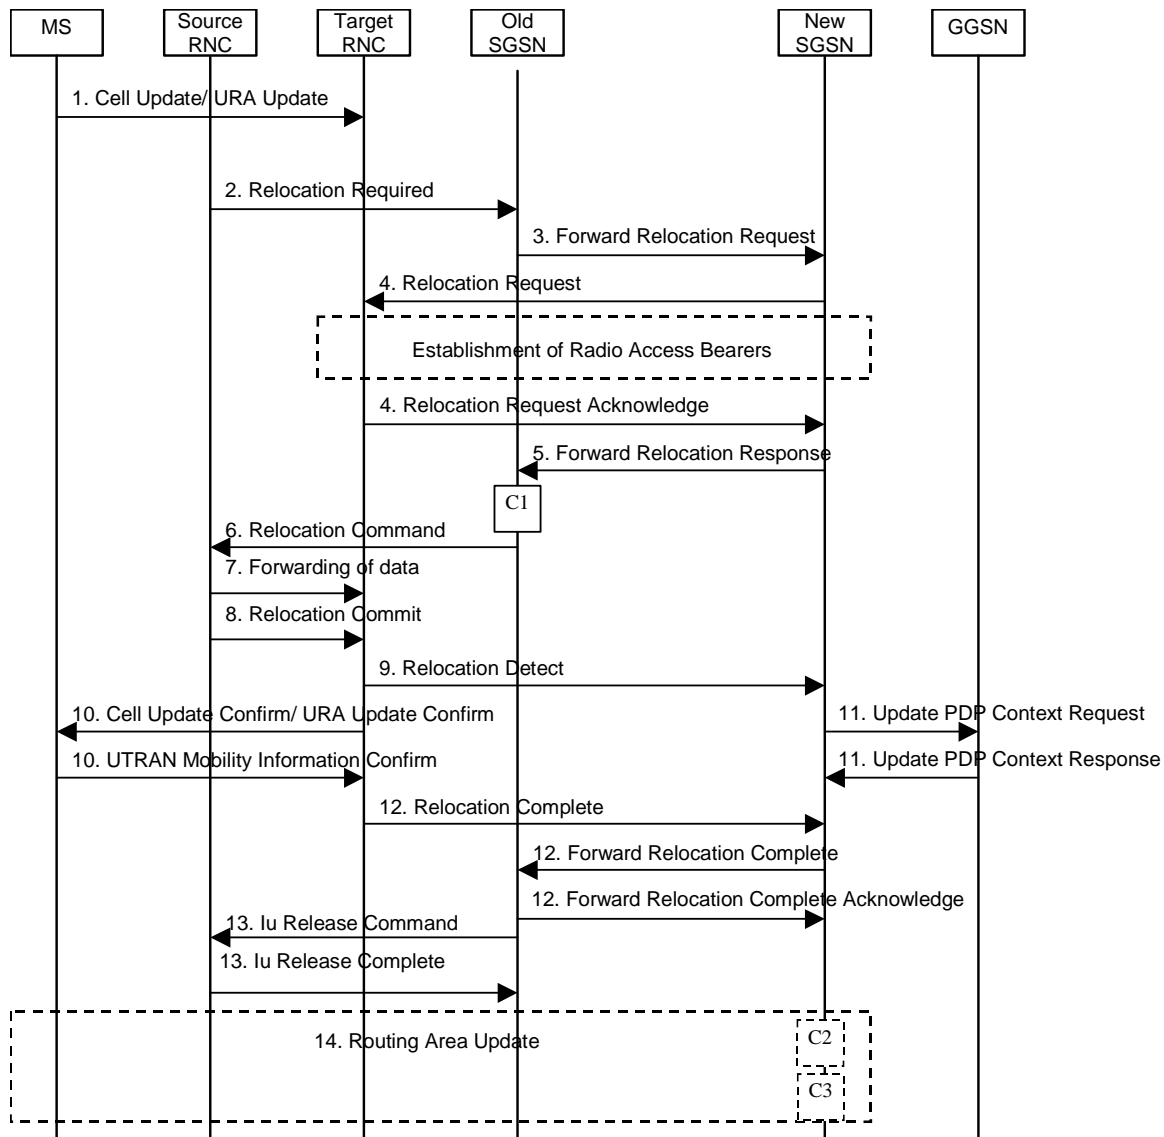 MS
Source
RNC
Target
RNC
Old
SGSN
New
SGSN
GGSN
1. Cell Update/ URA Update
2. Relocation Required
3. Forward Relocation Request
4. Relocation Request
Establishment of Radio Access Bearers
4. Relocation Request Acknowledge
5. Forward Relocation Response
C1
6. Relocation Command
7. Forwarding of data
8. Relocation Commit
9. Relocation Detect
10. Cell Update Confirm/ URA Update Confirm
11. Update PDP Context Request
10. UTRAN Mobility Information Confirm
11. Update PDP Context Response
12. Relocation Complete
12. Forward Relocation Complete
12. Forward Relocation Complete Acknowledge
13. Iu Release Command
13. Iu Release Complete
14. Routing Area Update
C2
C3